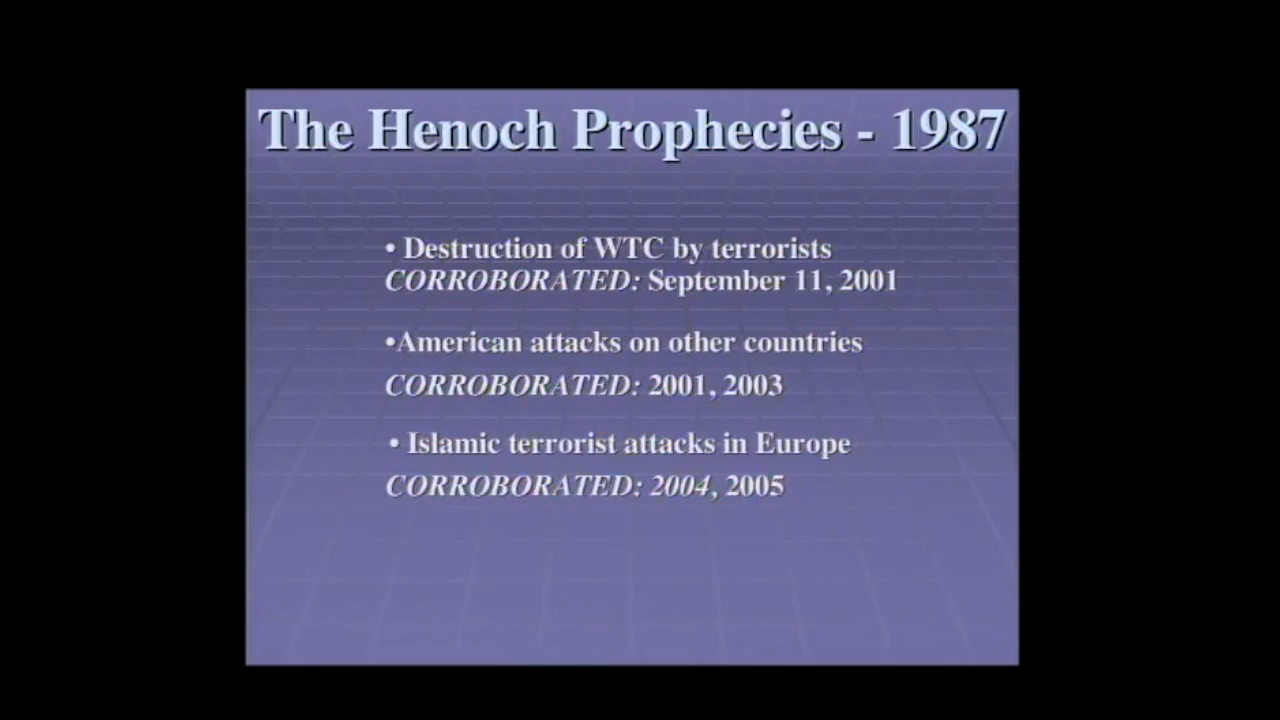 The Henoch Prophecies - 1987
• Destruction of WTC by terrorists
CORROBORATED: September 11, 2001
•American attacks on other countries
CORROBORATED: 2001, 2003
• Islamic terrorist attacks in Europe
CORROBORATED: 2004, 2005